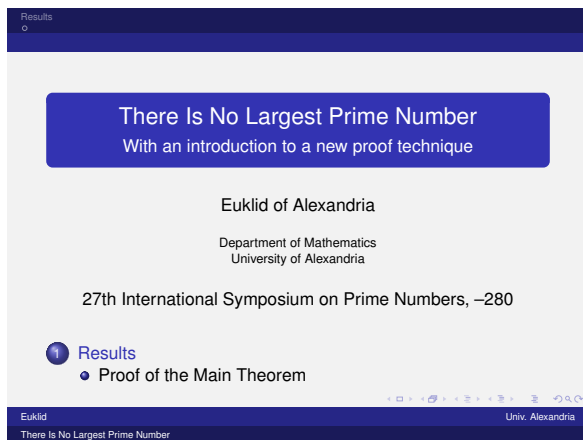 Results
There Is No Largest Prime Number
With an introduction to a new proof technique
Euklid of Alexandria
Department of Mathematics
University of Alexandria
27th International Symposium on Prime Numbers, –280
1 Results
Proof of the Main Theorem
Euklid Univ. Alexandria
There Is No Largest Prime Number